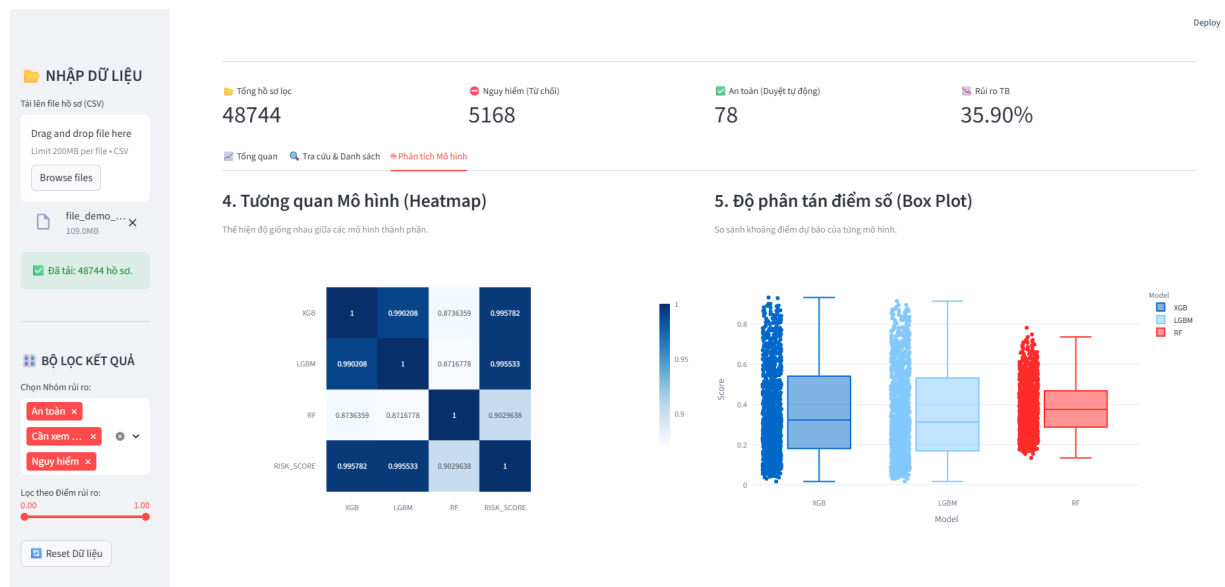 Deploy
NHẬP DỮ LIỆU
Tải lên file hồ sơ (CSV)
Drag and drop file here
Limit 200MB per file • CSV
Browse files
file_demo_...
109.0MB
Đã tải: 48744 hồ sơ.
BỘ LỌC KẾT QUẢ
Chọn Nhóm rủi ro:
An toàn ×
Cần xem ... ×
Nguy hiểm ×
Lọc theo Điểm rủi ro:
0.00 1.00
Reset Dữ liệu
Tổng hồ sơ lọc
48744
Nguy hiểm (Từ chối)
5168
An toàn (Duyệt tự động)
78
Rủi ro TB
35.90%
Tổng quan Tra cứu & Danh sách Phân tích Mô hình
4. Tương quan Mô hình (Heatmap)
Thể hiện độ giống nhau giữa các mô hình thành phần.
XGB 1 0.990208 0.8736359 0.995782
LGBM 0.990208 1 0.8716778 0.995533
RF 0.8736359 0.8716778 1 0.9029638
RISK_SCORE 0.995782 0.995533 0.9029638 1
XGB LGBM RF RISK_SCORE
1
0.95
0.9
5. Độ phân tán điểm số (Box Plot)
So sánh khoảng điểm dự báo của từng mô hình.
Score
0.8
0.6
0.4
0.2
0
XGB LGBM RF
Model
Model
XGB
LGBM
RF